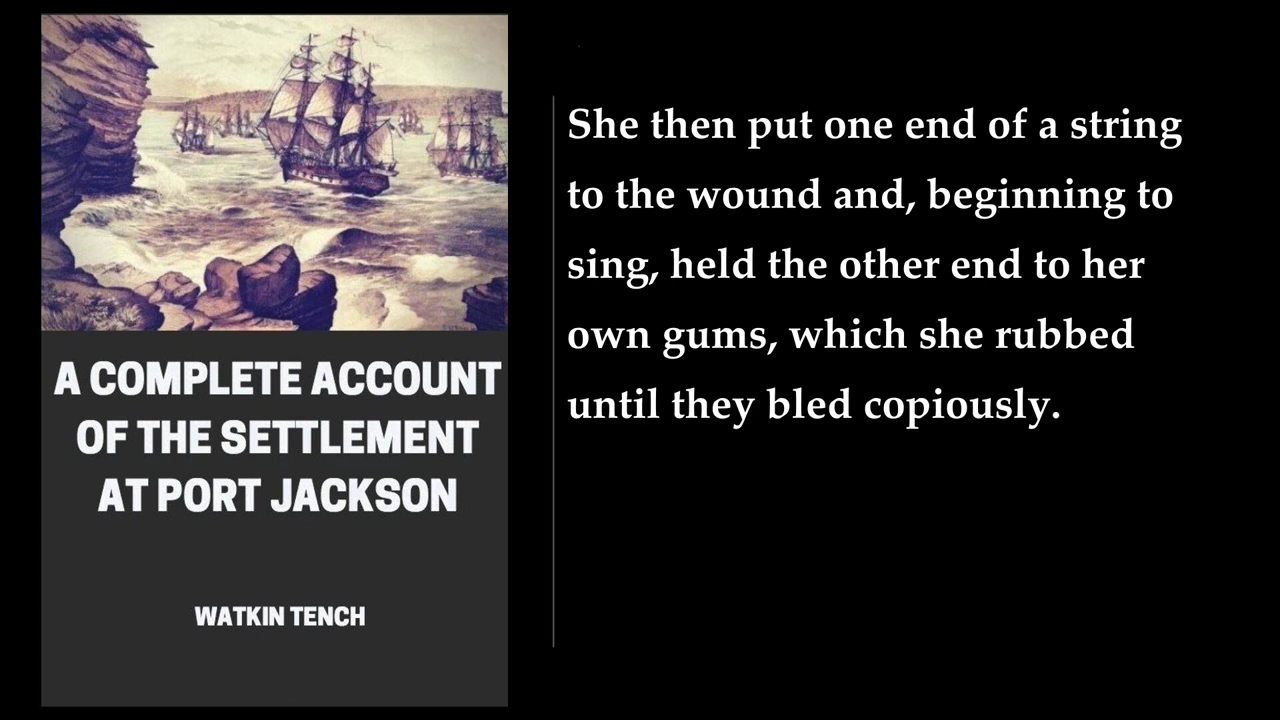 A COMPLETE ACCOUNT
OF THE SETTLEMENT
AT PORT JACKSON
WATKIN TENCH
She then put one end of a string
to the wound and, beginning to
sing, held the other end to her
own gums, which she rubbed
until they bled copiously.